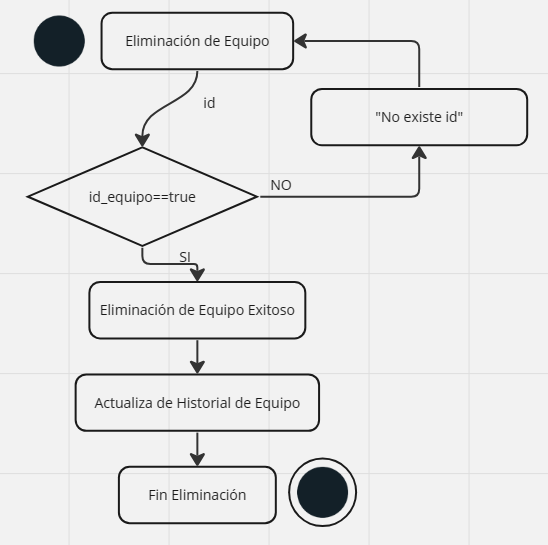 Eliminación de Equipo
id
"No existe id"
id_equipo==true
NO
SI
Eliminación de Equipo Exitoso
Actualiza de Historial de Equipo
Fin Eliminación